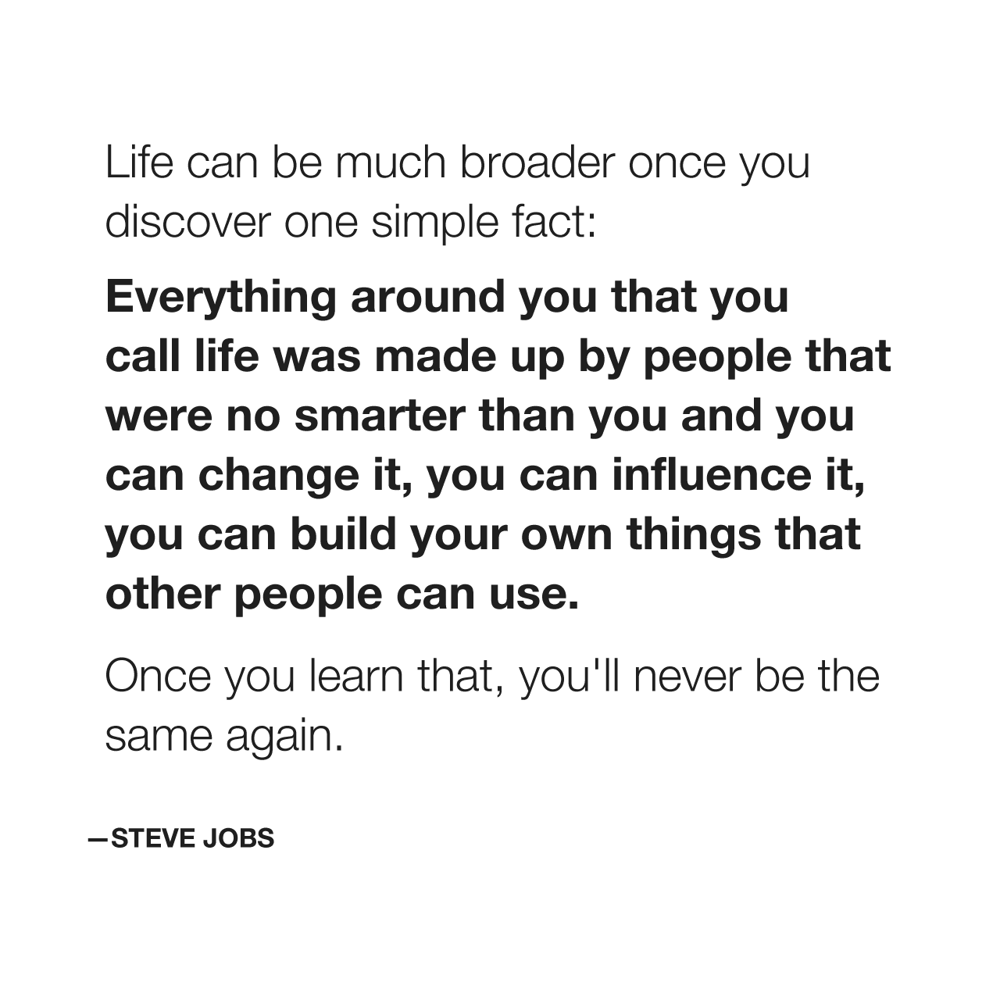 Life can be much broader once you
discover one simple fact:
Everything around you that you
call life was made up by people that
were no smarter than you and you
can change it, you can influence it,
you can build your own things that
other people can use.
Once you learn that, you'll never be the
same again.
—STEVE JOBS